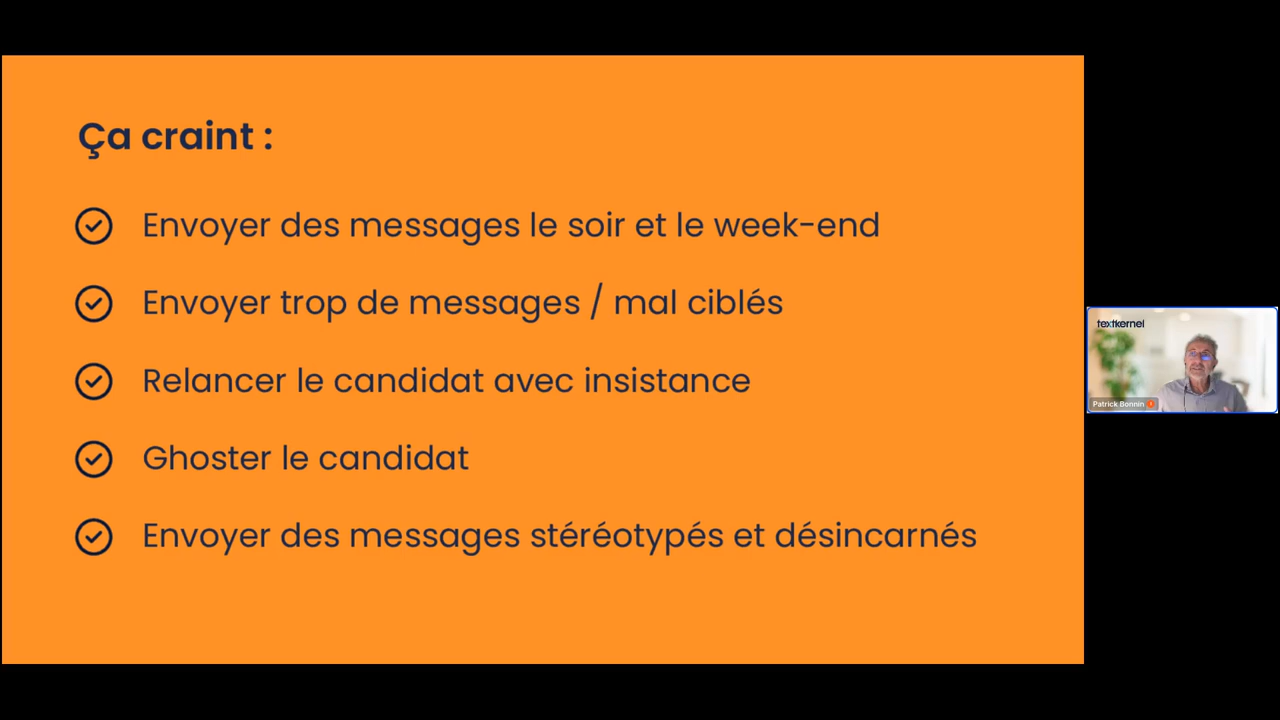 Ça craint :
Envoyer des messages le soir et le week-end
Envoyer trop de messages / mal ciblés
Relancer le candidat avec insistance
Ghoster le candidat
Envoyer des messages stéréotypés et désincarnés
textkernel
Patrick Bonnin